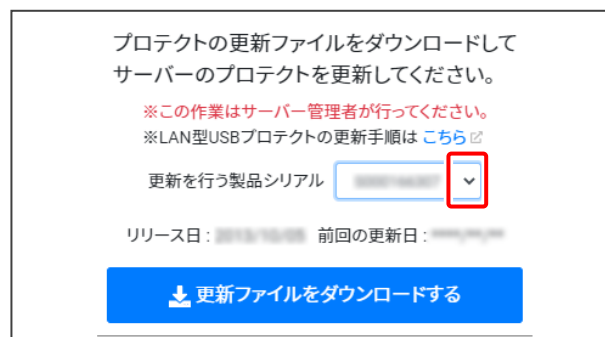 プロテクトの更新ファイルをダウンロードして
サーバーのプロテクトを更新してください。
※この作業はサーバー管理者が行ってください。
※LAN型USBプロテクトの更新手順は こちら
更新を行う製品シリアル
リリース日: 前回の更新日:
更新ファイルをダウンロードする